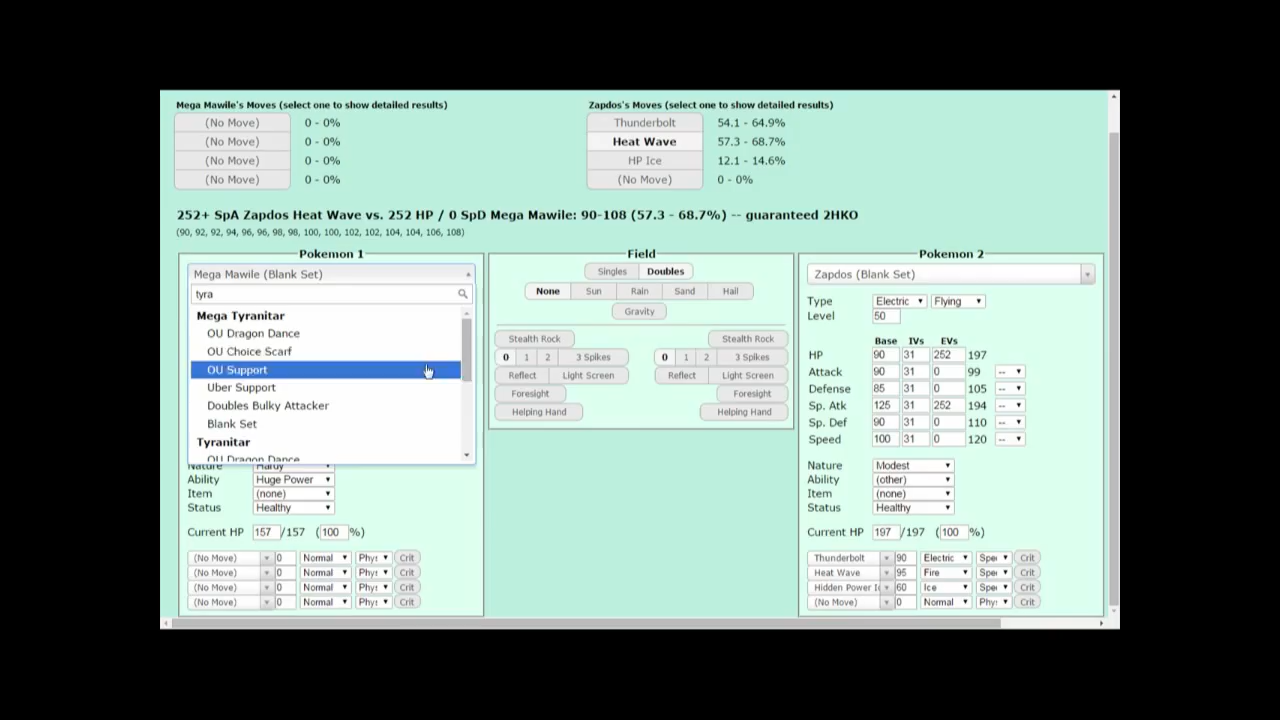 Mega Mawile's Moves (select one to show detailed results)
(No Move) 0 - 0%
(No Move) 0 - 0%
(No Move) 0 - 0%
(No Move) 0 - 0%
Zapdos's Moves (select one to show detailed results)
Thunderbolt 54.1 - 64.9%
Heat Wave 57.3 - 68.7%
HP Ice 12.1 - 14.6%
(No Move) 0 - 0%
252+ SpA Zapdos Heat Wave vs. 252 HP / 0 SpD Mega Mawile: 90-108 (57.3 - 68.7%) -- guaranteed 2HKO
(90, 92, 92, 94, 96, 96, 98, 98, 100, 100, 102, 102, 104, 104, 106, 108)
Pokemon 1
Mega Mawile (Blank Set)
tyra
Mega Tyranitar
OU Dragon Dance
OU Choice Scarf
OU Support
Uber Support
Doubles Bulky Attacker
Blank Set
Tyranitar
OU Dragon Dance
Nature Hardy
Ability Huge Power
Item (none)
Status Healthy
Current HP 157 /157 (100 %)
(No Move) 0 Normal Phys Crit
(No Move) 0 Normal Phys Crit
(No Move) 0 Normal Phys Crit
(No Move) 0 Normal Phys Crit
Field
Singles Doubles
None Sun Rain Sand Hail
Gravity
Stealth Rock Stealth Rock
0 1 2 3 Spikes 0 1 2 3 Spikes
Reflect Light Screen Reflect Light Screen
Foresight Foresight
Helping Hand Helping Hand
Pokemon 2
Zapdos (Blank Set)
Type Electric Flying
Level 50
Base IVs EVs
HP 90 31 252 197
Attack 90 31 0 99 --
Defense 85 31 0 105 --
Sp. Atk 125 31 252 194 --
Sp. Def 90 31 0 110 --
Speed 100 31 0 120 --
Nature Modest
Ability (other)
Item (none)
Status Healthy
Current HP 197 /197 (100 %)
Thunderbolt 90 Electric Spe Crit
Heat Wave 95 Fire Spe Crit
Hidden Power I 60 Ice Spe Crit
(No Move) 0 Normal Phy Crit